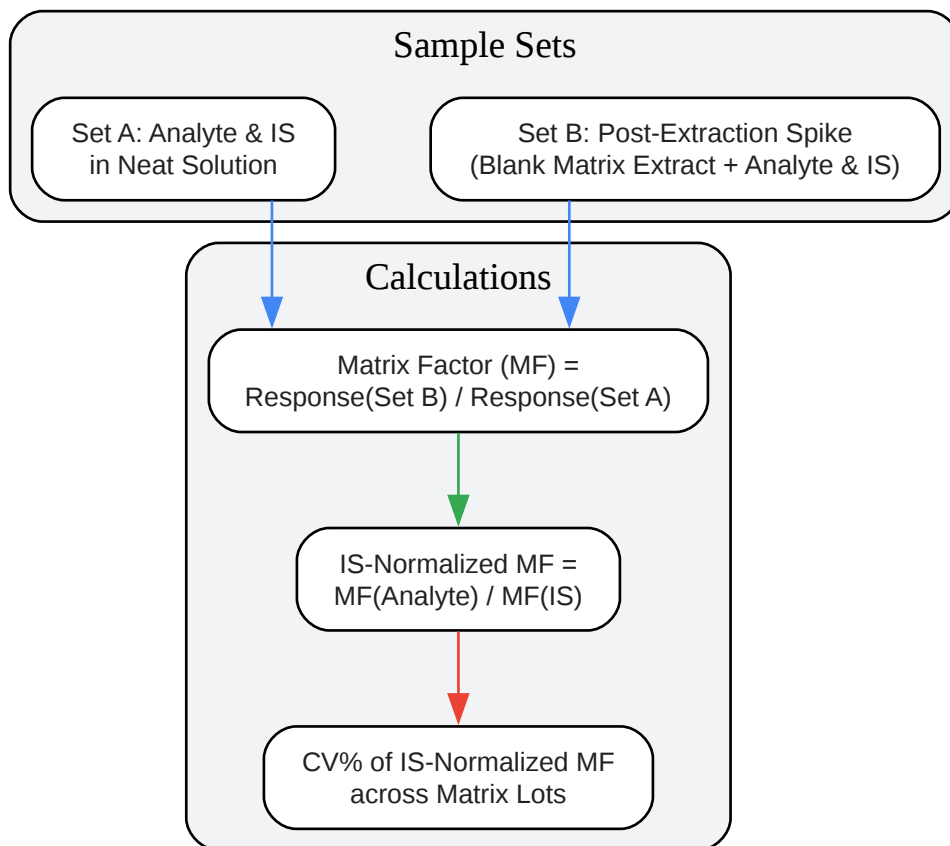 Sample Sets
Set A: Analyte & IS
in Neat Solution
Set B: Post-Extraction Spike
(Blank Matrix Extract + Analyte & IS)
Calculations
Matrix Factor (MF) =
Response(Set B) / Response(Set A)
IS-Normalized MF =
MF(Analyte) / MF(IS)
CV% of IS-Normalized MF
across Matrix Lots